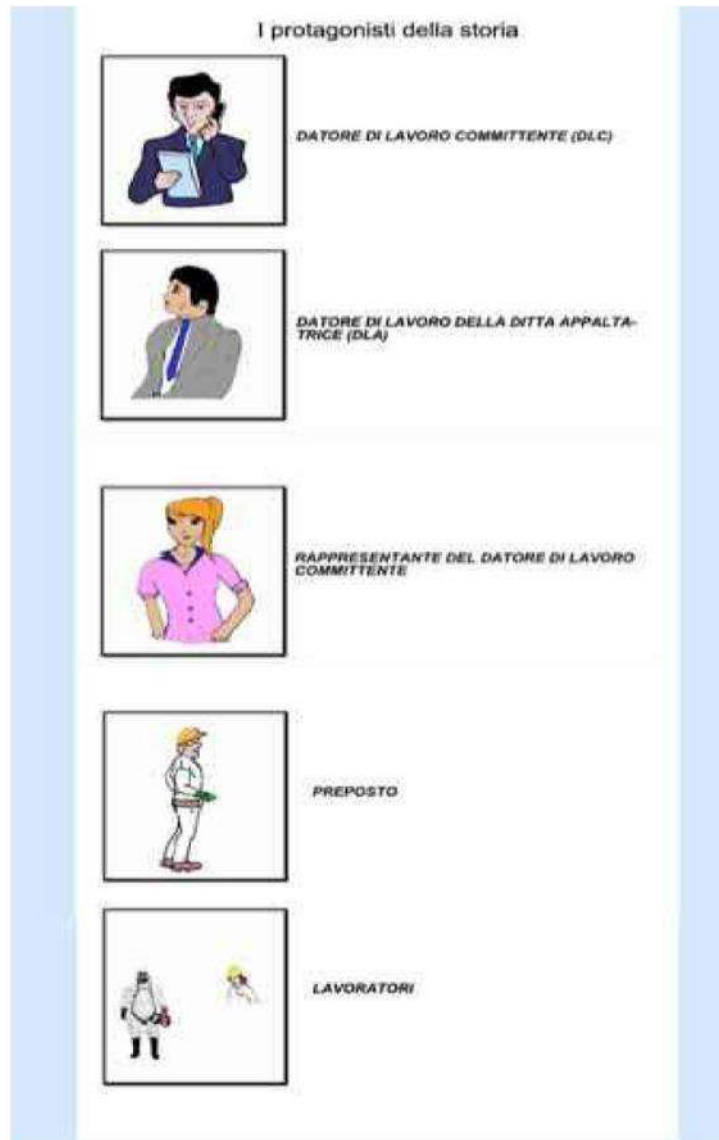 I protagonisti della storia
DATORE DI LAVORO COMMITTENTE (DLC)
DATORE DI LAVORO DELLA DITTA APPALTA-
TRICE (DLA)
RAPPRESENTANTE DEL DATORE DI LAVORO
COMMITTENTE
PREPOSTO
LAVORATORI